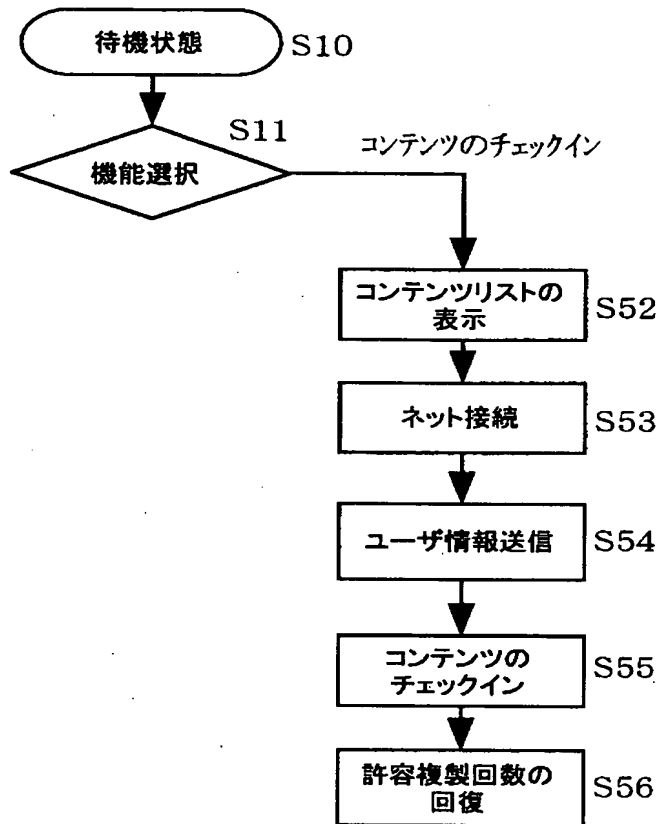 待機状態
S10
S11
機能選択
コンテンツのチェックイン
コンテンツリストの
表示
S52
ネット接続
S53
ユーザ情報送信
S54
コンテンツの
チェックイン
S55
許容複製回数の
回復
S56